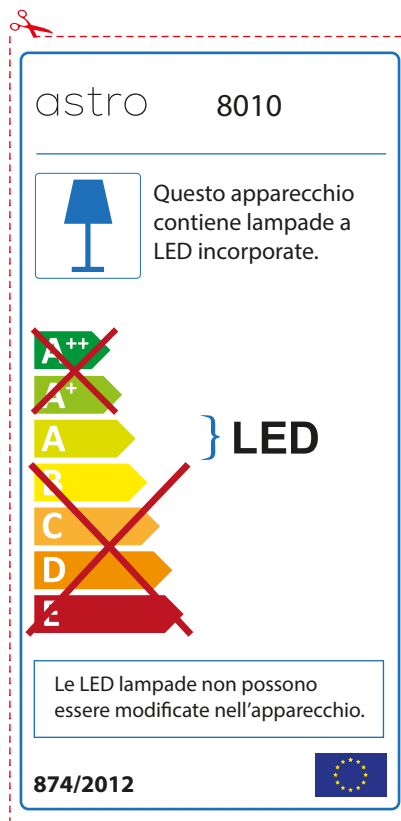 astro 8010
Questo apparecchio
contiene lampade a
LED incorporate.
A++
A+
A
} LED
B
C
D
E
Le LED lampade non possono
essere modificate nell'apparecchio.
874/2012